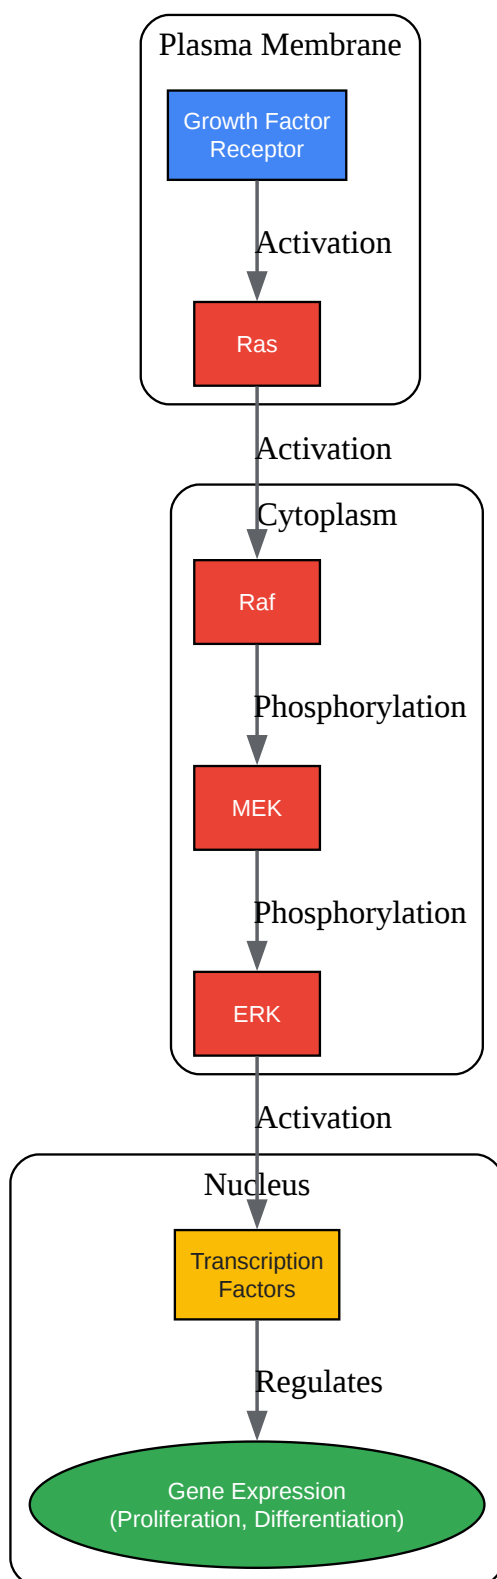 Plasma Membrane
Growth Factor
Receptor
Activation
Ras
Activation
Cytoplasm
Raf
Phosphorylation
MEK
Phosphorylation
ERK
Activation
Nucleus
Transcription
Factors
Regulates
Gene Expression
(Proliferation, Differentiation)